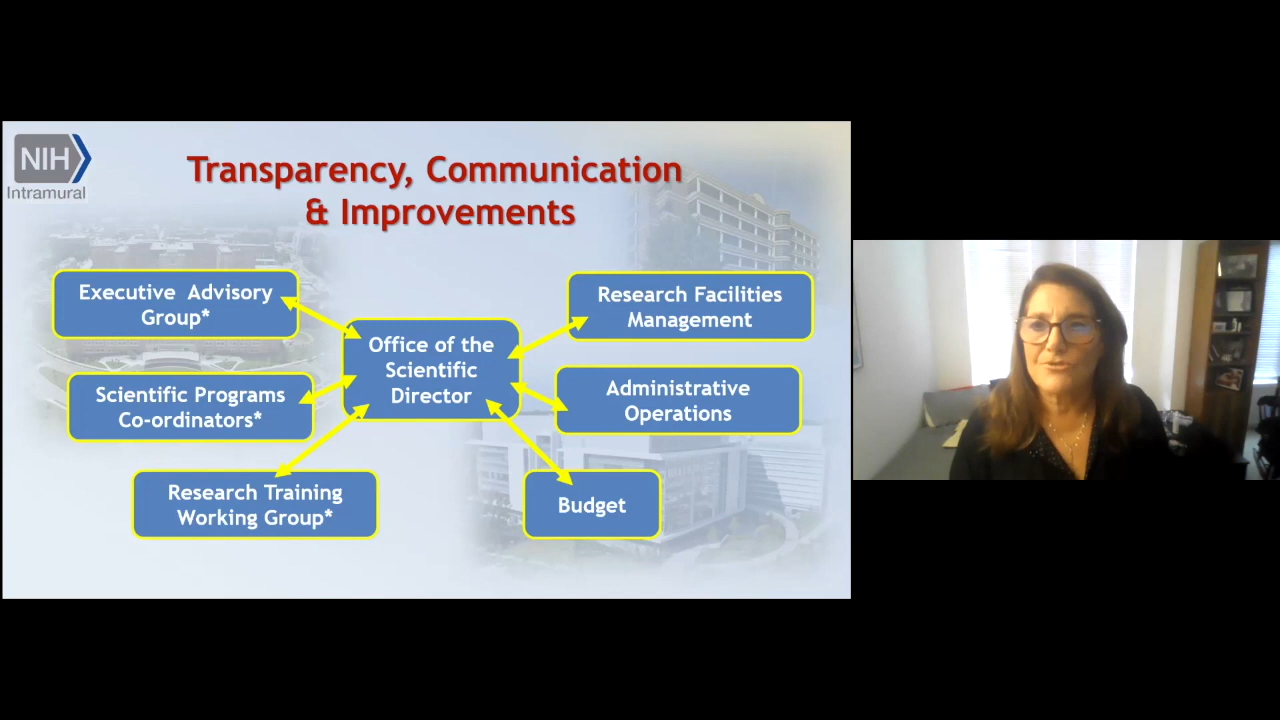 NIH
Intramural
Transparency, Communication
& Improvements
Executive Advisory
Group*
Scientific Programs
Co-ordinators*
Research Training
Working Group*
Office of the
Scientific
Director
Research Facilities
Management
Administrative
Operations
Budget